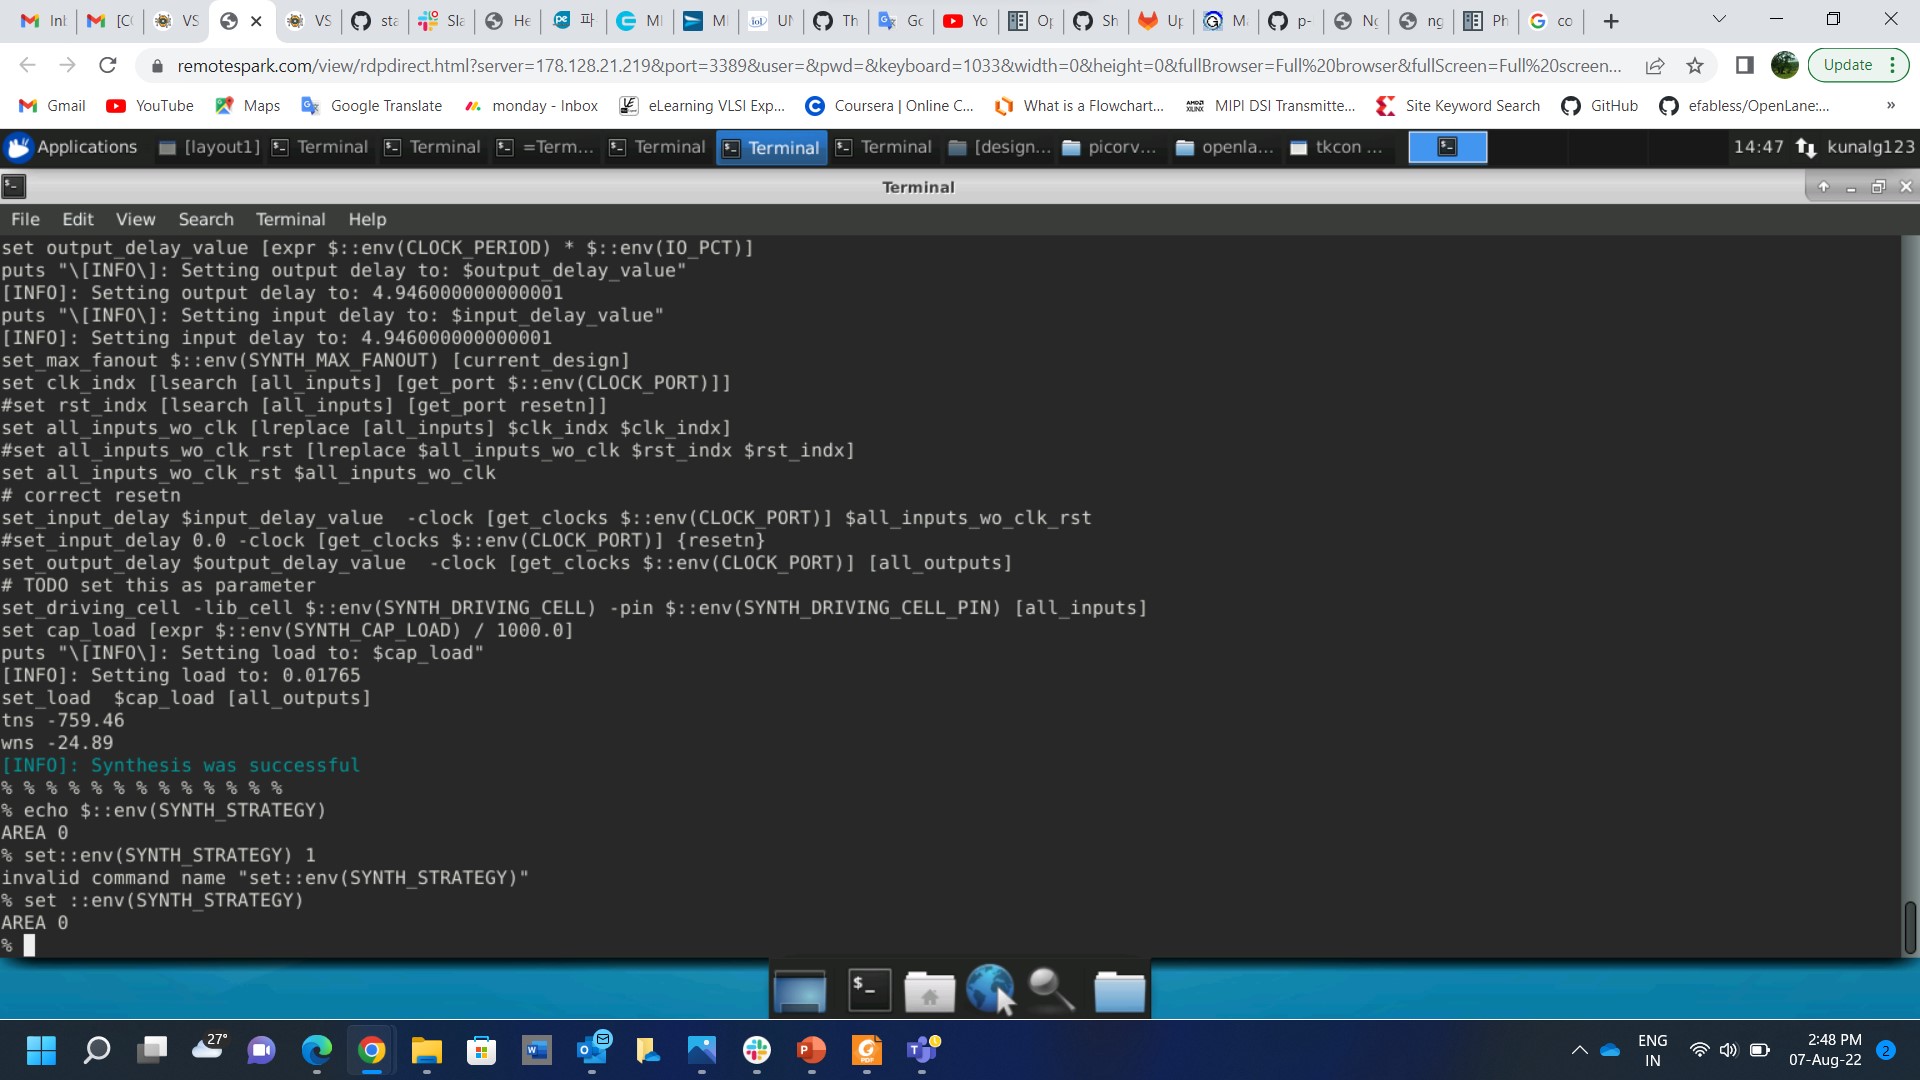 Int
[C(
VS
VS
sta
Sla
He
파
MI
MI
UN
Th
Gc
Yo
Op
Sh
Up
M
p-
Ng
ng
Ph
co
remotespark.com/view/rdpdirect.html?server=178.128.21.219&port=3389&user=&pwd=&keyboard=1033&width=0&height=0&fullBrowser=Full%20browser&fullScreen=Full%20screen...
Update
Gmail YouTube Maps Google Translate monday - Inbox eLearning VLSI Exp... Coursera | Online C... What is a Flowchart... MIPI DSI Transmitte... Site Keyword Search GitHub efabless/OpenLane:... »
Applications [layout1] Terminal Terminal =Term... Terminal Terminal Terminal [design... picorv... openla... tkcon ... 14:47 kunalg123
Terminal
File Edit View Search Terminal Help
set output_delay_value [expr $::env(CLOCK_PERIOD) * $::env(IO_PCT)]
puts "\[INFO\]: Setting output delay to: $output_delay_value"
[INFO]: Setting output delay to: 4.946000000000001
puts "\[INFO\]: Setting input delay to: $input_delay_value"
[INFO]: Setting input delay to: 4.946000000000001
set_max_fanout $::env(SYNTH_MAX_FANOUT) [current_design]
set clk_indx [lsearch [all_inputs] [get_port $::env(CLOCK_PORT)]]
#set rst_indx [lsearch [all_inputs] [get_port resetn]]
set all_inputs_wo_clk [lreplace [all_inputs] $clk_indx $clk_indx]
#set all_inputs_wo_clk_rst [lreplace $all_inputs_wo_clk $rst_indx $rst_indx]
set all_inputs_wo_clk_rst $all_inputs_wo_clk
# correct resetn
set_input_delay $input_delay_value  -clock [get_clocks $::env(CLOCK_PORT)] $all_inputs_wo_clk_rst
#set_input_delay 0.0 -clock [get_clocks $::env(CLOCK_PORT)] {resetn}
set_output_delay $output_delay_value  -clock [get_clocks $::env(CLOCK_PORT)] [all_outputs]
# TODO set this as parameter
set_driving_cell -lib_cell $::env(SYNTH_DRIVING_CELL) -pin $::env(SYNTH_DRIVING_CELL_PIN) [all_inputs]
set cap_load [expr $::env(SYNTH_CAP_LOAD) / 1000.0]
puts "\[INFO\]: Setting load to: $cap_load"
[INFO]: Setting load to: 0.01765
set_load  $cap_load [all_outputs]
tns -759.46
wns -24.89
[INFO]: Synthesis was successful
% % % % % % % % % % % % %
% echo $::env(SYNTH_STRATEGY)
AREA 0
% set::env(SYNTH_STRATEGY) 1
invalid command name "set::env(SYNTH_STRATEGY)"
% set ::env(SYNTH_STRATEGY)
AREA 0
%
27°
ENG
IN
2:48 PM
07-Aug-22
2